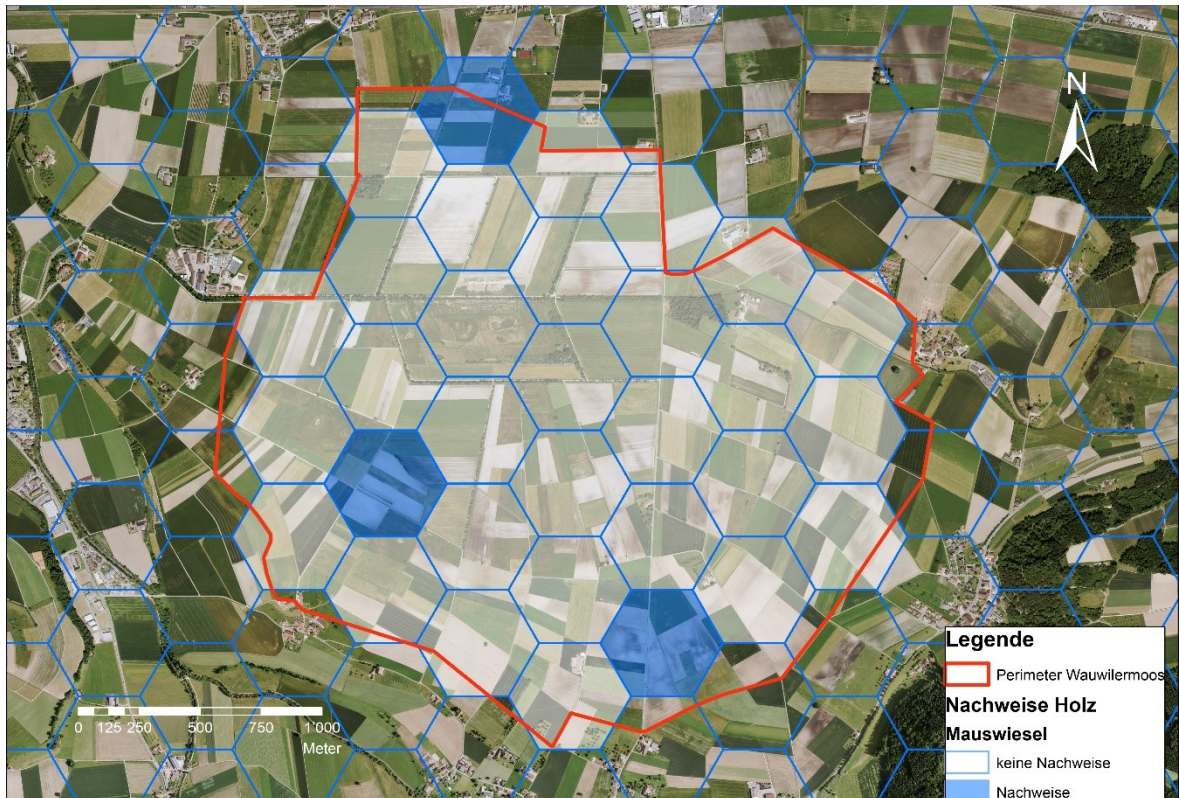 N
0 125 250 500 750 1'000
Meter
Legende
Perimeter Wauwilermoos
Nachweise Holz
Mauswiesel
keine Nachweise
Nachweise